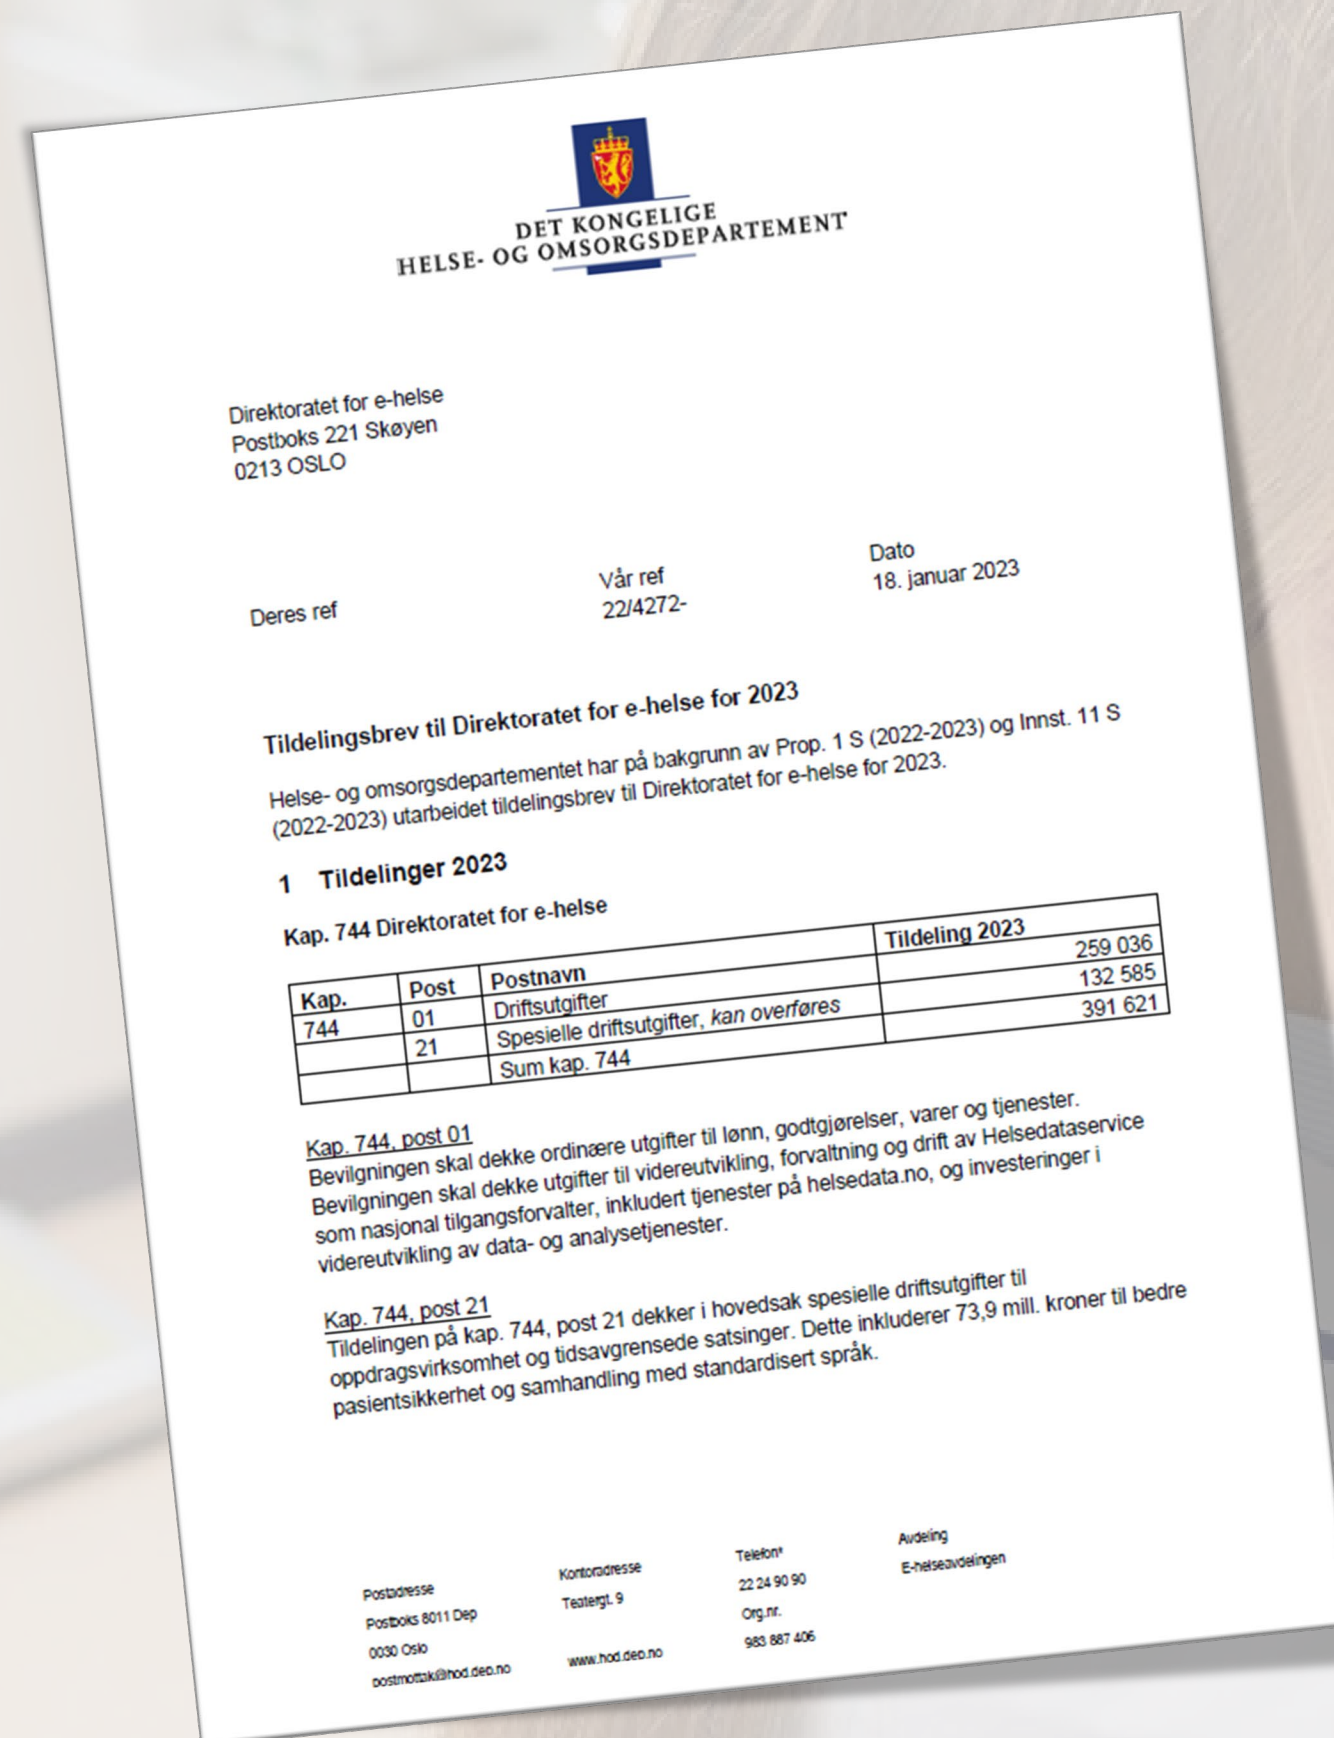 DET KONGELIGE
HELSE- OG OMSORGSDEPARTEMENT
Direktoratet for e-helse
Postboks 221 Skøyen
0213 OSLO
Deres ref
Vår ref
22/4272-
Dato
18. januar 2023
Tildelingsbrev til Direktoratet for e-helse for 2023
Helse- og omsorgsdepartementet har på bakgrunn av Prop. 1 S (2022-2023) og Innst. 11 S
(2022-2023) utarbeidet tildelingsbrev til Direktoratet for e-helse for 2023.
1 Tildelinger 2023
Kap. 744 Direktoratet for e-helse
Kap. Post Postnavn Tildeling 2023
744 01 Driftsutgifter 259 036
21 Spesielle driftsutgifter, kan overføres 132 585
Sum kap. 744 391 621
Kap. 744, post 01
Bevilgningen skal dekke ordinære utgifter til lønn, godtgjørelser, varer og tjenester.
Bevilgningen skal dekke utgifter til videreutvikling, forvaltning og drift av Helsedataservice
som nasjonal tilgangsforvalter, inkludert tjenester på helsedata.no, og investeringer i
videreutvikling av data- og analysetjenester.
Kap. 744, post 21
Tildelingen på kap. 744, post 21 dekker i hovedsak spesielle driftsutgifter til
oppdragsvirksomhet og tidsavgrensede satsinger. Dette inkluderer 73,9 mill. kroner til bedre
pasientsikkerhet og samhandling med standardisert språk.
Postadresse
Postboks 8011 Dep
0030 Oslo
postmottak@hod.dep.no
Kontoradresse
Teatergt. 9
www.hod.dep.no
Telefon*
22 24 90 90
Org.nr.
983 887 406
Avdeling
E-helseavdelingen